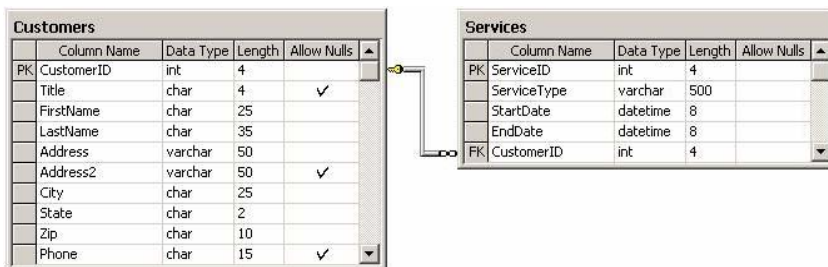 Customers
Column Name Data Type Length Allow Nulls
PK CustomerID int 4
Title char 4 ✓
FirstName char 25
LastName char 35
Address varchar 50
Address2 varchar 50 ✓
City char 25
State char 2
Zip char 10
Phone char 15 ✓
Services
Column Name Data Type Length Allow Nulls
PK ServiceID int 4
ServiceType varchar 500
StartDate datetime 8
EndDate datetime 8
FK CustomerID int 4